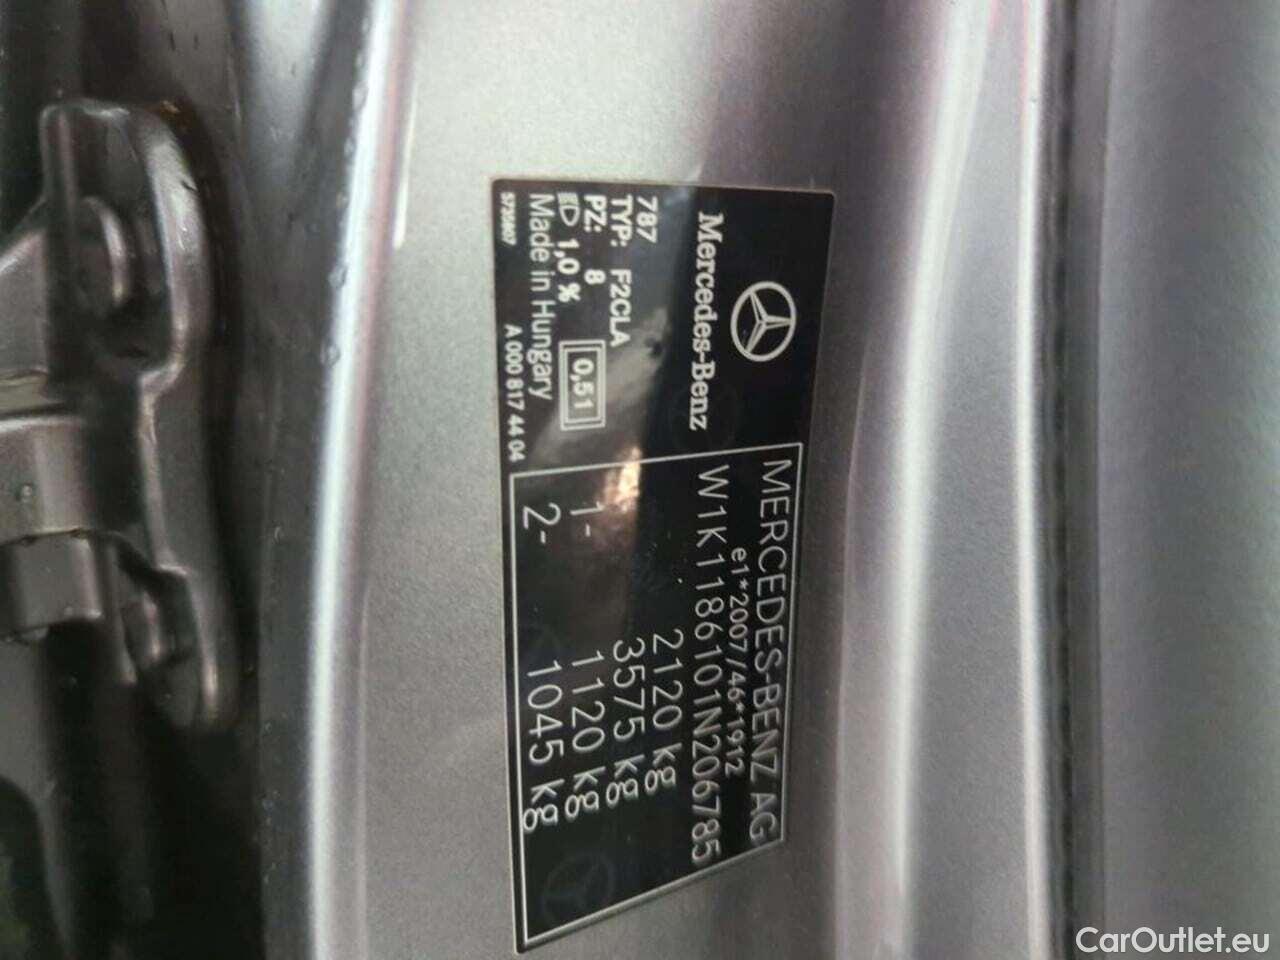 Mercedes-Benz
787
TYP: F2CLA
PZ: 8
1,0 % 0,51
Made in Hungary
5735907 A 000 817 44 04
MERCEDES-BENZ AG
e1*2007/46*1912
W1K1186101N206785
2120 kg
3575 kg
1- 1120 kg
2- 1045 kg
CarOutlet.eu